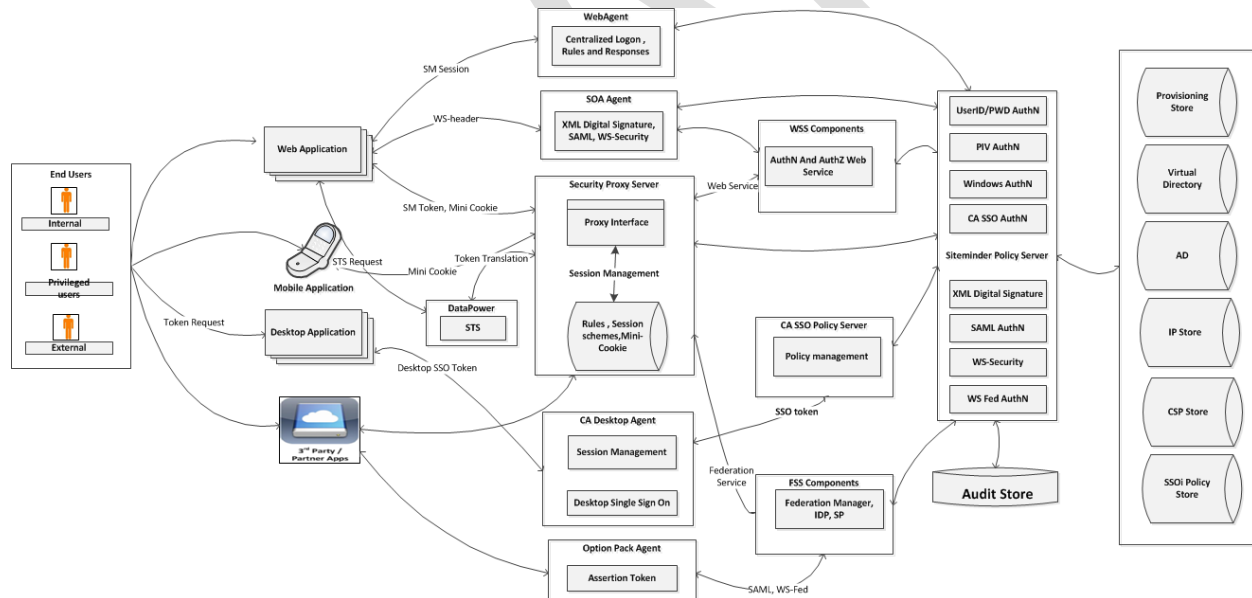 End Users
Internal
Privileged
users
External
Token Request
Web Application
Mobile Application
Desktop Application
3rd Party /
Partner Apps
SM Session
WS-header
SM Token, Mini Cookie
STS Request
Mini Cookie
Token Translation
DataPower
STS
Desktop SSO Token
WebAgent
Centralized Logon ,
Rules and Responses
SOA Agent
XML Digital Signature,
SAML, WS-Security
Security Proxy Server
Proxy Interface
Session Management
Rules , Session
schemes,Mini-
Cookie
CA Desktop Agent
Session Management
Desktop Single Sign On
Option Pack Agent
Assertion Token
Web Service
WSS Components
AuthN And AuthZ Web
Service
CA SSO Policy Server
Policy management
SSO token
Federation
Service
FSS Components
Federation Manager,
IDP, SP
SAML, WS-Fed
UserID/PWD AuthN
PIV AuthN
Windows AuthN
CA SSO AuthN
Siteminder Policy Server
XML Digital Signature
SAML AuthN
WS-Security
WS Fed AuthN
Audit Store
Provisioning
Store
Virtual
Directory
AD
IP Store
CSP Store
SSOi Policy
Store